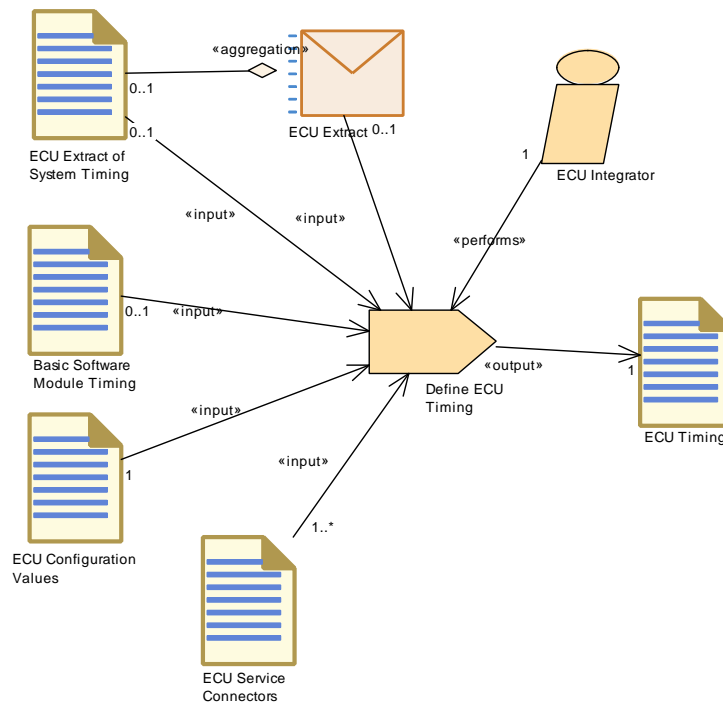 «aggregation»
0..1
0..1
ECU Extract
0..1
ECU Extract of
System Timing
1
ECU Integrator
«input»
«input»
«performs»
0..1
«input»
Basic Software
Module Timing
«output»
1
Define ECU
Timing
ECU Timing
«input»
1
«input»
1..*
ECU Configuration
Values
ECU Service
Connectors